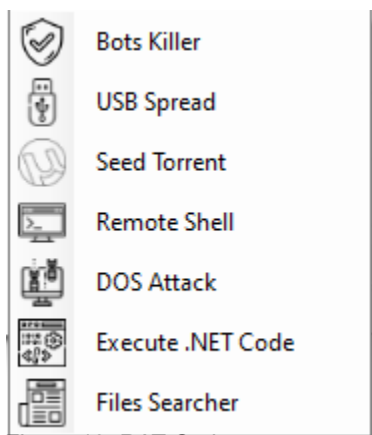 Bots Killer
USB Spread
Seed Torrent
Remote Shell
DOS Attack
Execute .NET Code
Files Searcher